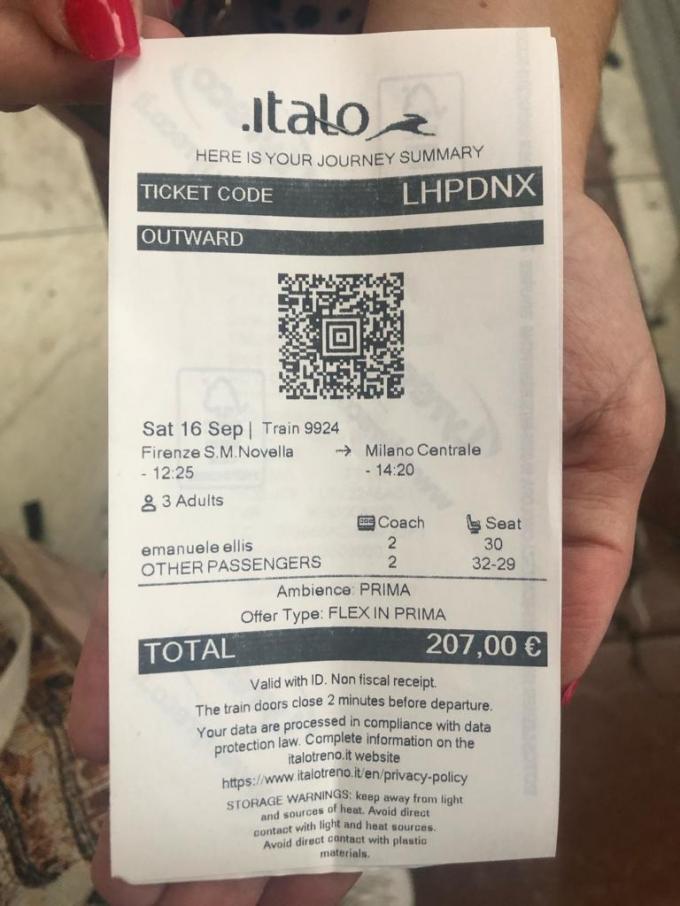 .italo
HERE IS YOUR JOURNEY SUMMARY
TICKET CODE LHPDNX
OUTWARD
Sat 16 Sep | Train 9924
Firenze S.M.Novella → Milano Centrale
- 12:25 - 14:20
3 Adults
Coach Seat
emanuele ellis 2 30
OTHER PASSENGERS 2 32-29
Ambience: PRIMA
Offer Type: FLEX IN PRIMA
TOTAL 207,00 €
Valid with ID. Non fiscal receipt.
The train doors close 2 minutes before departure.
Your data are processed in compliance with data
protection law. Complete information on the
italotreno.it website
https://www.italotreno.it/en/privacy-policy
STORAGE WARNINGS: keep away from light
and sources of heat. Avoid direct
contact with light and heat sources.
Avoid direct contact with plastic
materials.